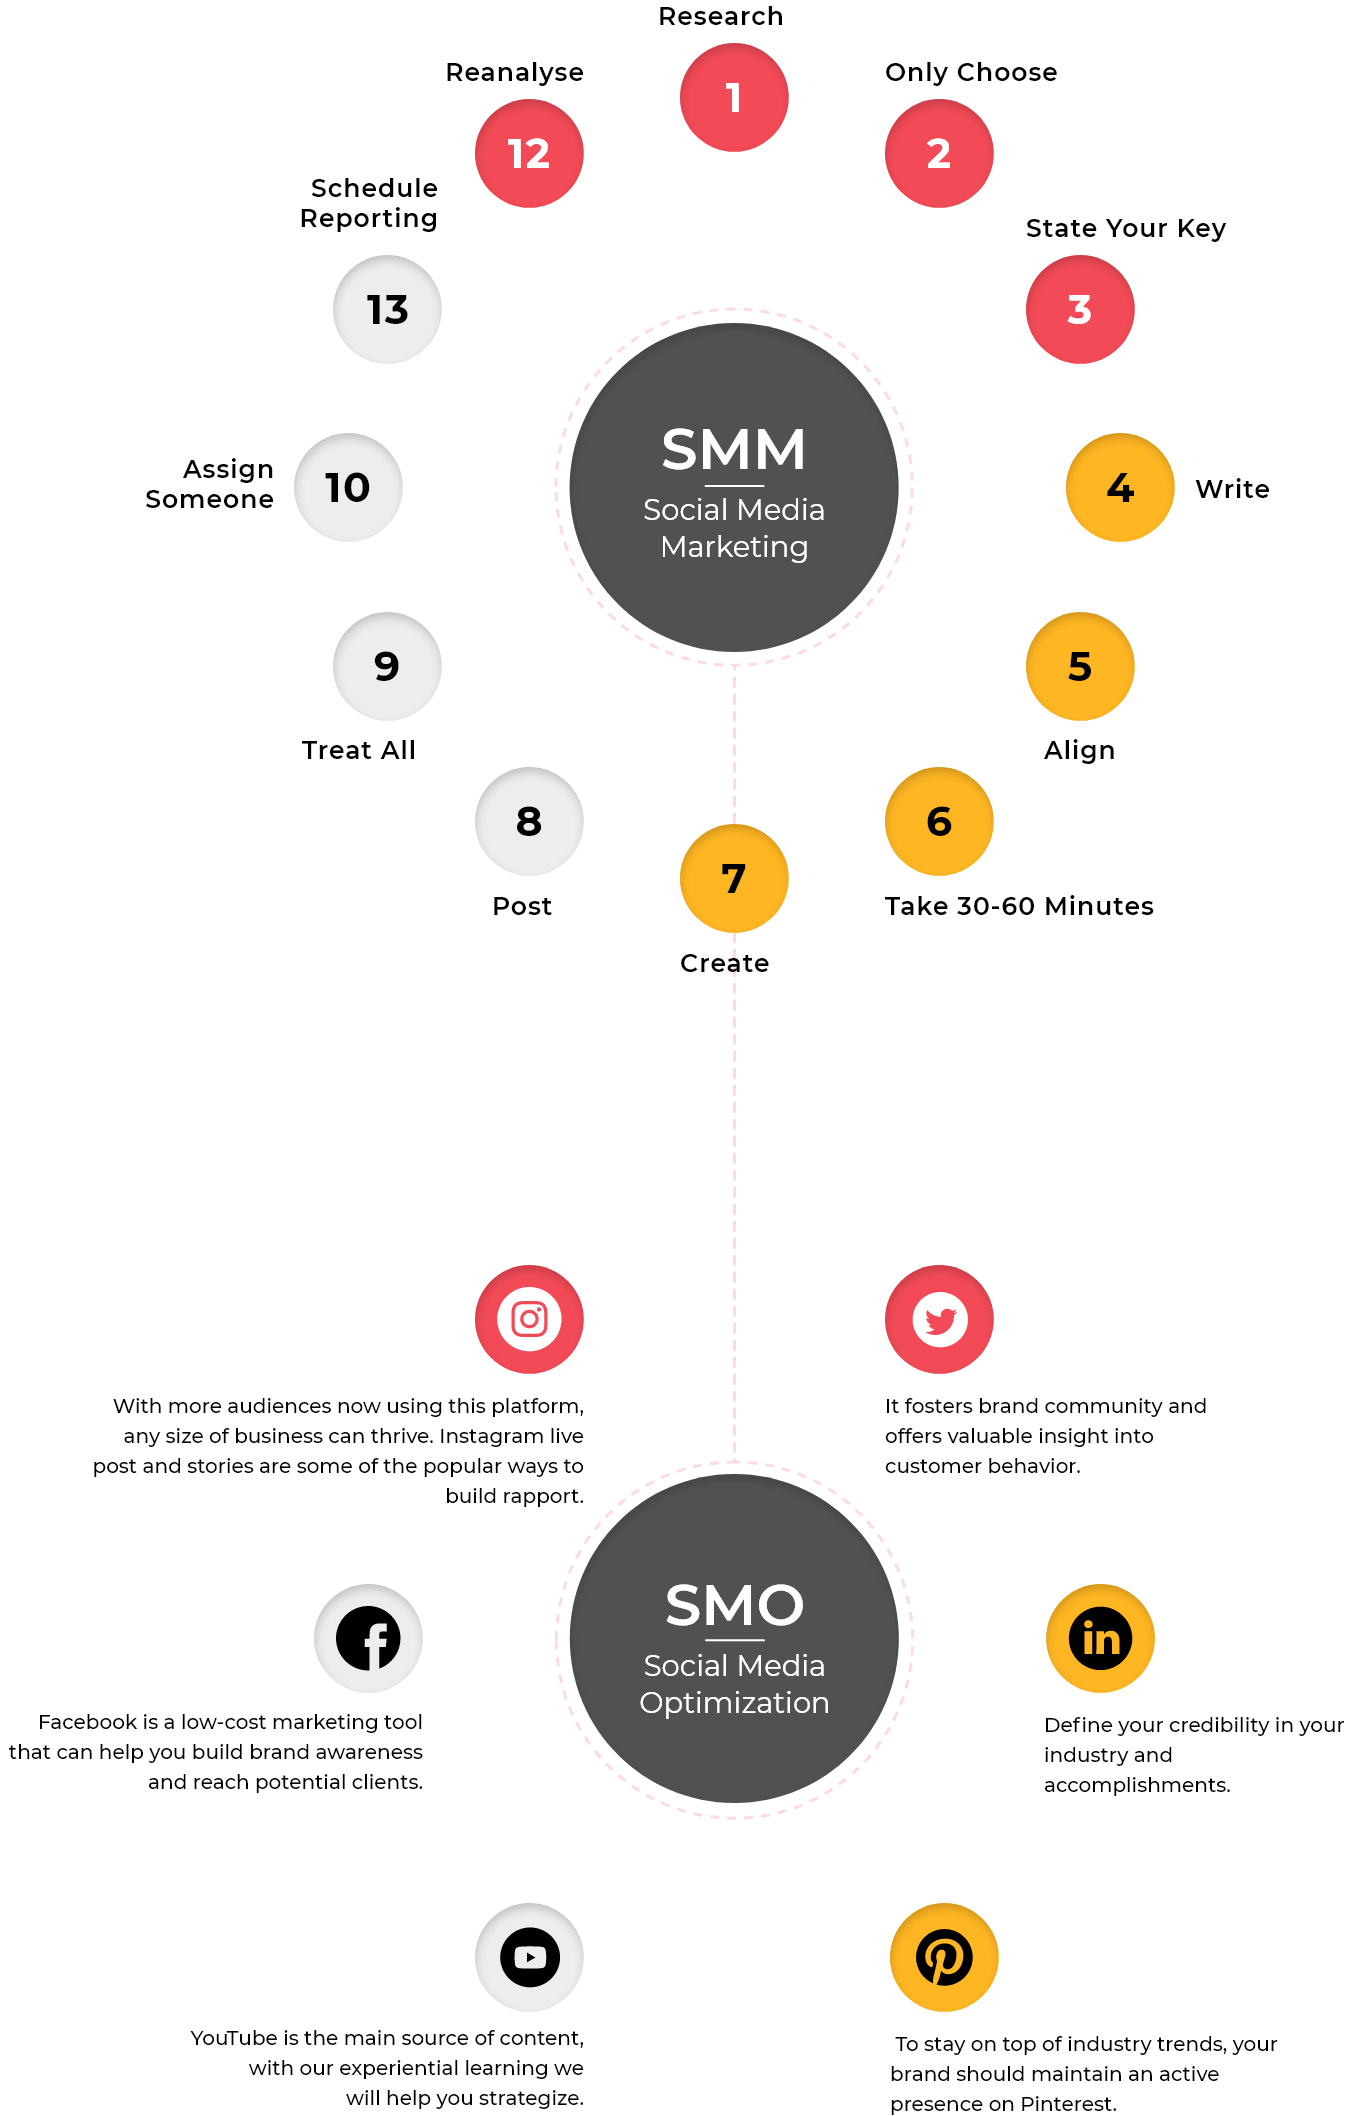 Research
1
Only Choose
2
State Your Key
3
4
Write
5
Align
6
Take 30-60 Minutes
7
Create
8
Post
9
Treat All
10
Assign
Someone
Schedule
Reporting
13
Reanalyse
12
SMM
Social Media
Marketing
With more audiences now using this platform,
any size of business can thrive. Instagram live
post and stories are some of the popular ways to
build rapport.
It fosters brand community and
offers valuable insight into
customer behavior.
SMO
Social Media
Optimization
Facebook is a low-cost marketing tool
that can help you build brand awareness
and reach potential clients.
in
Define your credibility in your
industry and
accomplishments.
YouTube is the main source of content,
with our experiential learning we
will help you strategize.
To stay on top of industry trends, your
brand should maintain an active
presence on Pinterest.